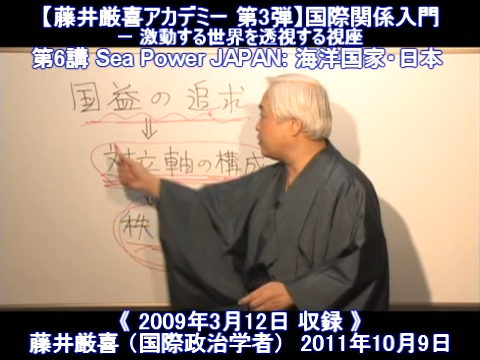 【藤井厳喜アカデミー 第3弾】国際関係入門
― 激動する世界を透視する視座
第6講 Sea Power JAPAN: 海洋国家・日本
国益の追求
⇓
対立軸の構成
秩
《 2009年3月12日 収録 》
藤井厳喜（国際政治学者） 2011年10月9日